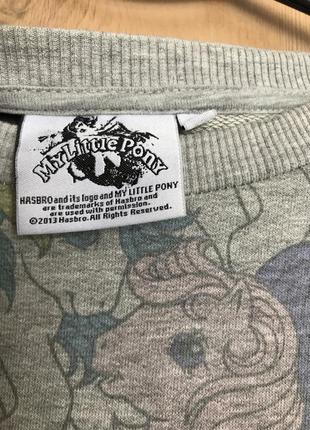 My Little Pony
HASBRO and its logo and MY LITTLE PONY
are trademarks of Hasbro and
are used with permission.
©2013 Hasbro. All Rights Reserved.